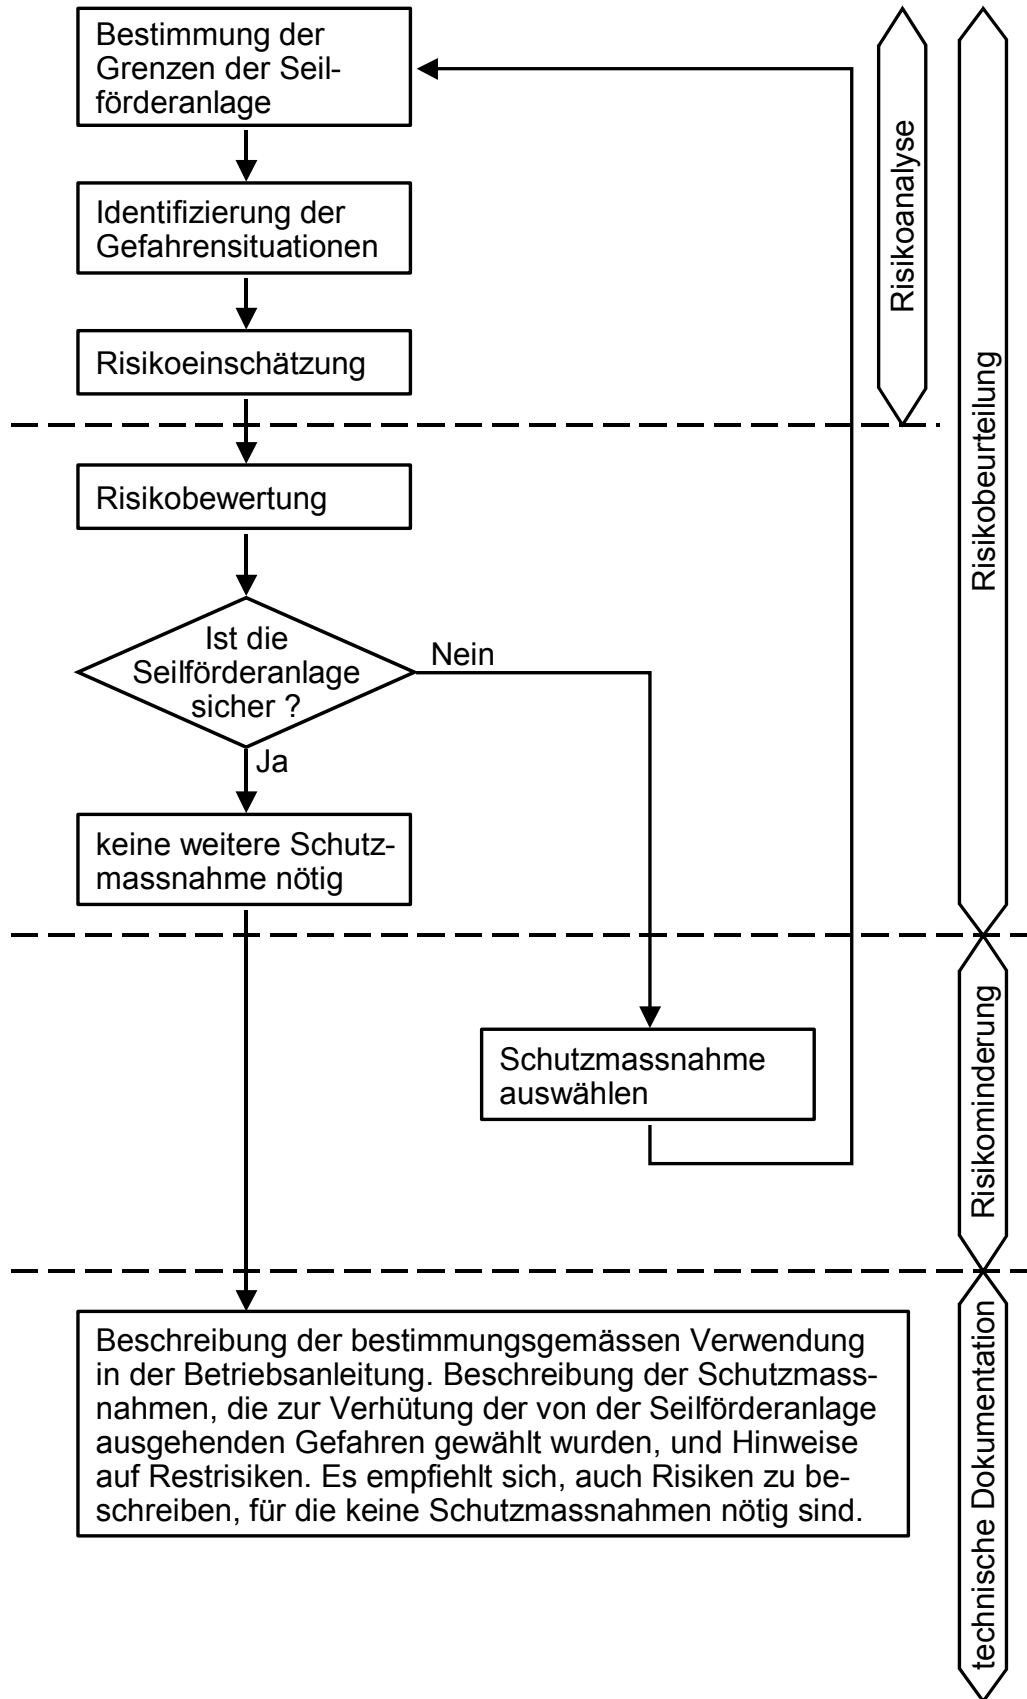 Bestimmung der
Grenzen der Seil-
förderanlage
Identifizierung der
Gefahrensituationen
Risikoeinschätzung
Risikoanalyse
Risikobewertung
Ist die
Seilförderanlage
sicher ?
Nein
Ja
keine weitere Schutz-
massnahme nötig
Risikobeurteilung
Schutzmassnahme
auswählen
Risikominderung
Beschreibung der bestimmungsgemässen Verwendung
in der Betriebsanleitung. Beschreibung der Schutzmass-
nahmen, die zur Verhütung der von der Seilförderanlage
ausgehenden Gefahren gewählt wurden, und Hinweise
auf Restrisiken. Es empfiehlt sich, auch Risiken zu be-
schreiben, für die keine Schutzmassnahmen nötig sind.
technische Dokumentation